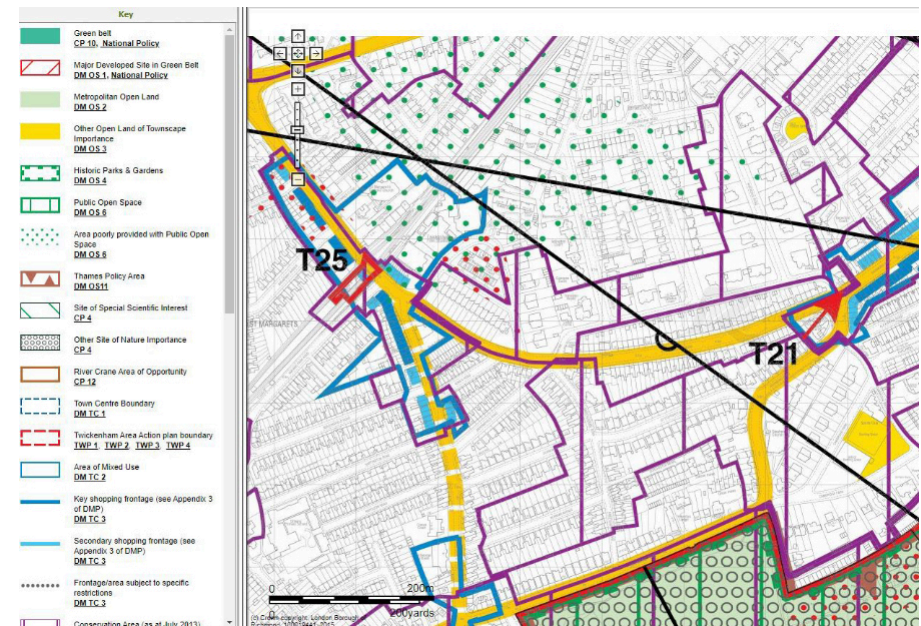 Key
Green belt
CP 10, National Policy
Major Developed Site in Green Belt
DM OS 1, National Policy
Metropolitan Open Land
DM OS 2
Other Open Land of Townscape
Importance
DM OS 3
Historic Parks & Gardens
DM OS 4
Public Open Space
DM OS 6
Area poorly provided with Public Open
Space
DM OS 6
Thames Policy Area
DM OS11
Site of Special Scientific Interest
CP 4
Other Site of Nature Importance
CP 4
River Crane Area of Opportunity
CP 12
Town Centre Boundary
DM TC 1
Twickenham Area Action plan boundary
TWP 1 TWP 2 TWP 3 TWP 4
Area of Mixed Use
DM TC 2
Key shopping frontage (see Appendix 3
of DMP)
DM TC 3
Secondary shopping frontage (see
Appendix 3 of DMP)
DM TC 3
Frontage/area subject to specific
restrictions
DM TC 3
Conservation Area (as at July 2013)
T25
T21
ST MARGARETS
0 200m
0 200yards
(c) Crown copyright. London Borough